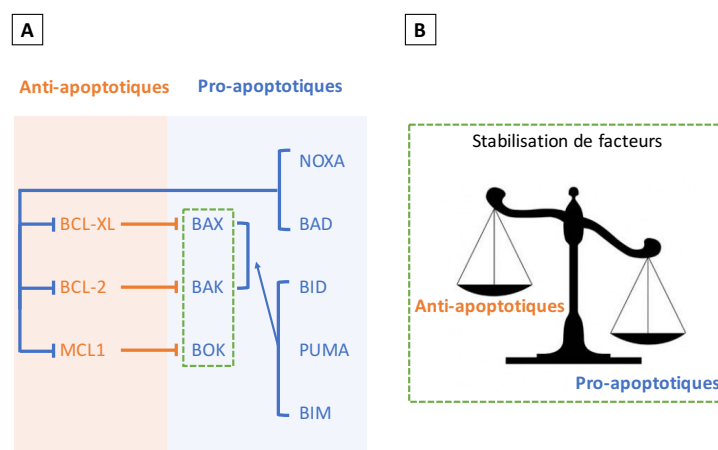 A
Anti-apoptotiques
Pro-apoptotiques
NOXA
BCL-XL
BAX
BAD
BCL-2
BAK
BID
MCL1
BOK
PUMA
BIM
B
Stabilisation de facteurs
Anti-apoptotiques
Pro-apoptotiques